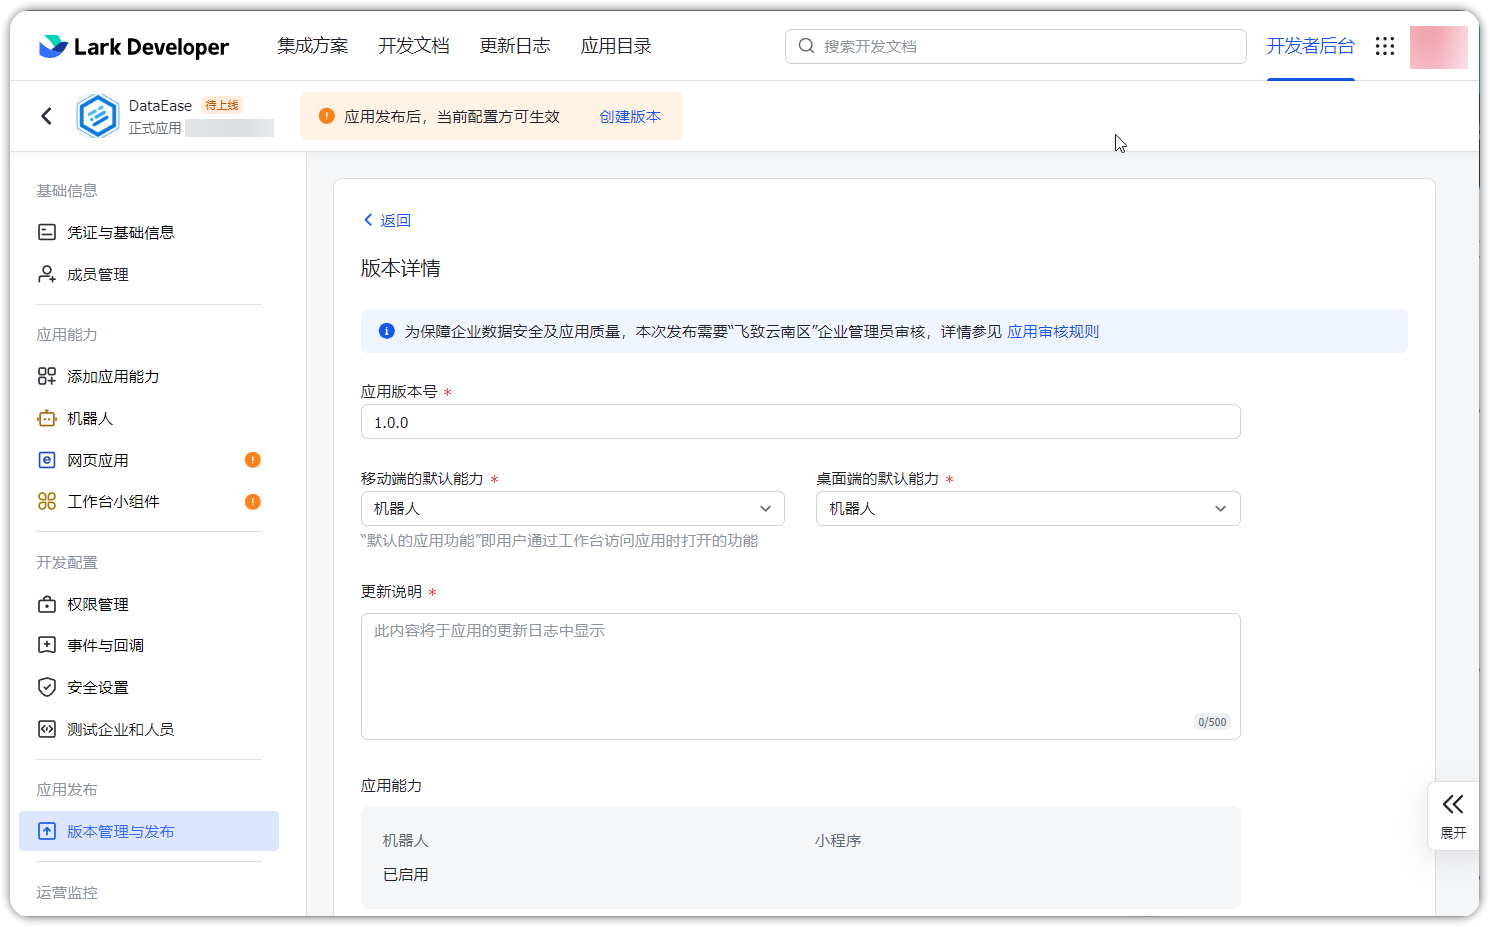 Lark Developer 集成方案 开发文档 更新日志 应用目录 搜索开发文档 开发者后台
DataEase 待上线
正式应用
应用发布后，当前配置方可生效 创建版本
基础信息
凭证与基础信息
成员管理
应用能力
添加应用能力
机器人
网页应用
工作台小组件
开发配置
权限管理
事件与回调
安全设置
测试企业和人员
应用发布
版本管理与发布
运营监控
返回
版本详情
为保障企业数据安全及应用质量，本次发布需要“飞致云南区”企业管理员审核，详情参见 应用审核规则
应用版本号 *
1.0.0
移动端的默认能力 * 桌面端的默认能力 *
机器人 机器人
“默认的应用功能”即用户通过工作台访问应用时打开的功能
更新说明 *
此内容将于应用的更新日志中显示
0/500
应用能力
机器人 小程序
已启用
展开